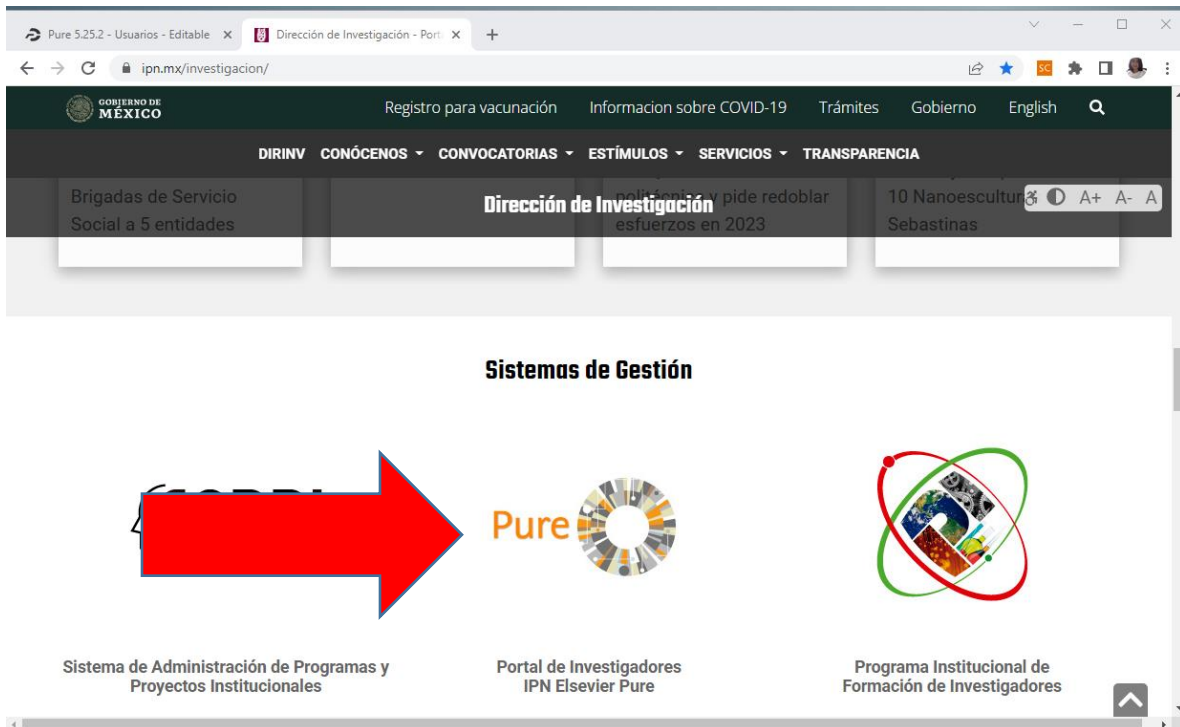 Pure 5.25.2 - Usuarios - Editable
Dirección de Investigación - Port
ipn.mx/investigacion/
SC
GOBIERNO DE
MÉXICO
Registro para vacunación Informacion sobre COVID-19 Trámites Gobierno English
DIRINV CONÓCENOS CONVOCATORIAS ESTÍMULOS SERVICIOS TRANSPARENCIA
Dirección de Investigación
A+ A- A
Brigadas de Servicio
Social a 5 entidades
y pide redoblar
esfuerzos en 2023
10
Sebastinas
Sistemas de Gestión
Pure
Sistema de Administración de Programas y
Proyectos Institucionales
Portal de Investigadores
IPN Elsevier Pure
Programa Institucional de
Formación de Investigadores